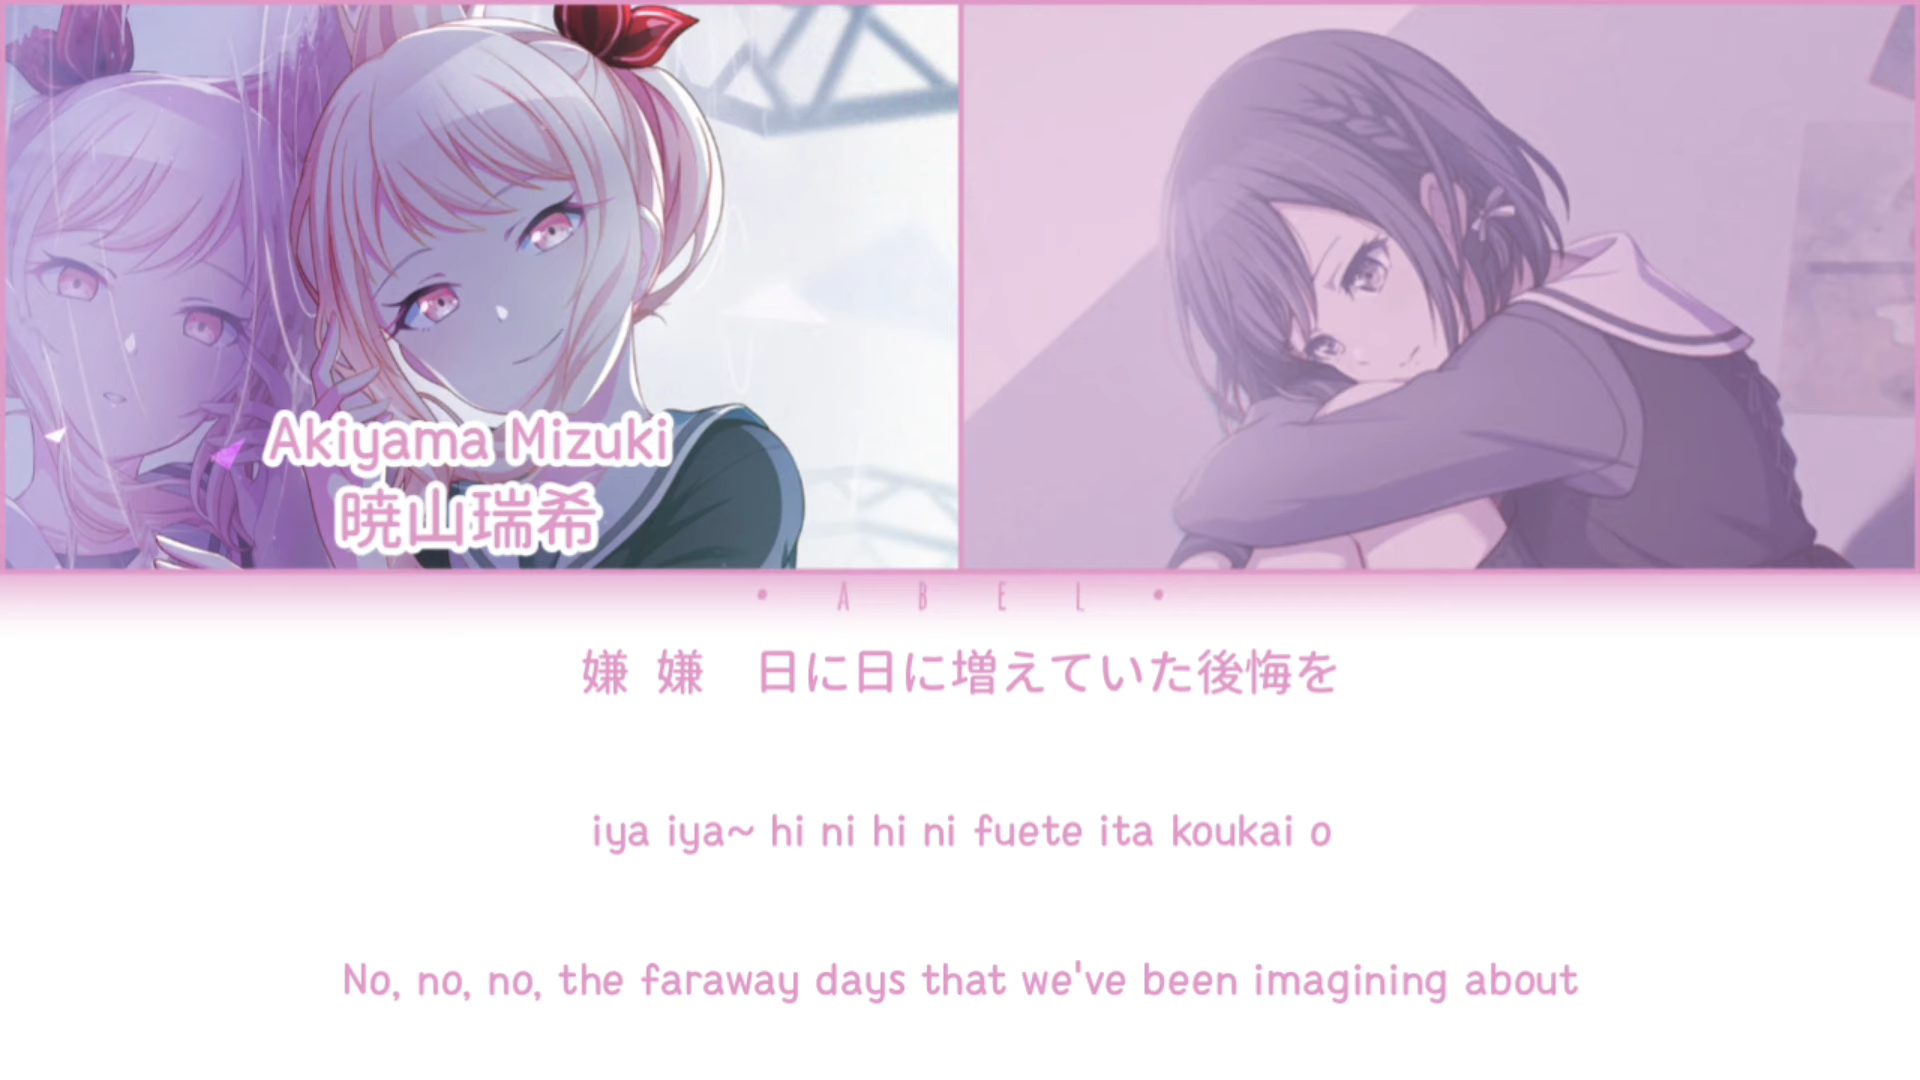 Akiyama Mizuki
暁山瑞希
• A B E L •
嫌 嫌 日に日に増えていた後悔を
iya iya~ hi ni hi ni fuete ita koukai o
No, no, no, the faraway days that we've been imagining about